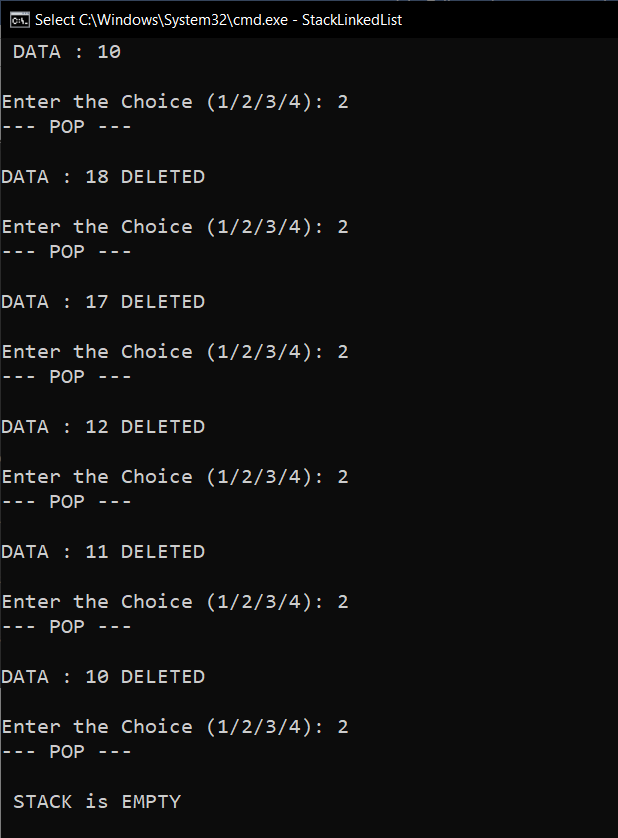 Select C:\Windows\System32\cmd.exe - StackLinkedList
DATA : 10
Enter the Choice (1/2/3/4): 2
--- POP ---
DATA : 18 DELETED
Enter the Choice (1/2/3/4): 2
--- POP ---
DATA : 17 DELETED
Enter the Choice (1/2/3/4): 2
--- POP ---
DATA : 12 DELETED
Enter the Choice (1/2/3/4): 2
--- POP ---
DATA : 11 DELETED
Enter the Choice (1/2/3/4): 2
--- POP ---
DATA : 10 DELETED
Enter the Choice (1/2/3/4): 2
--- POP ---
STACK is EMPTY